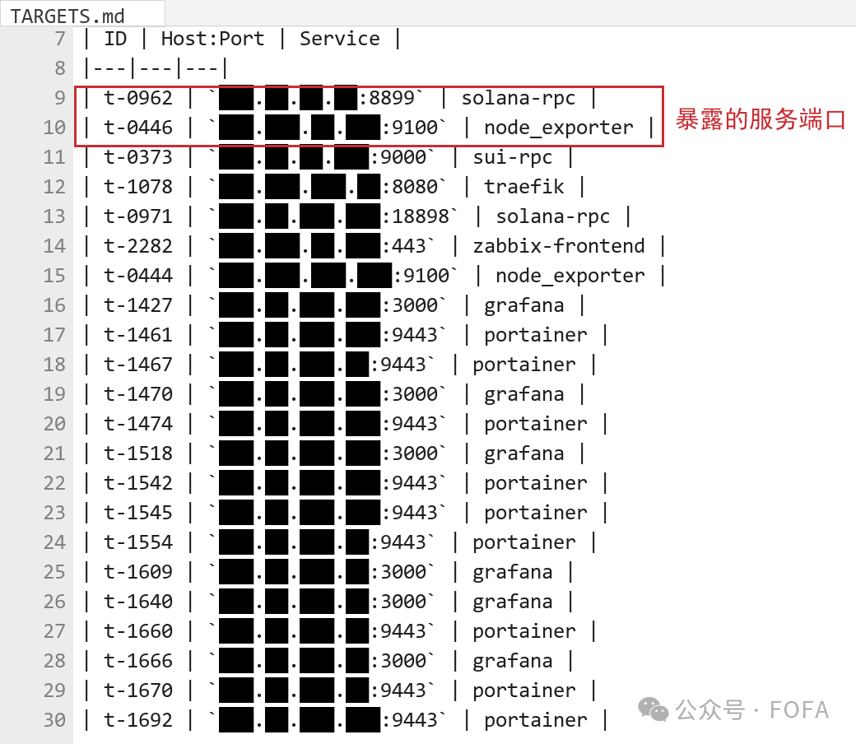 TARGETS.md
7 | ID | Host:Port | Service |
8 |---|---|---|
9 | t-0962 | ` . . . :8899` | solana-rpc |
10 | t-0446 | ` . . . :9100` | node_exporter |
暴露的服务端口
11 | t-0373 | ` . . . :9000` | sui-rpc |
12 | t-1078 | ` . . . :8080` | traefik |
13 | t-0971 | ` . . . :18898` | solana-rpc |
14 | t-2282 | ` . . . :443` | zabbix-frontend |
15 | t-0444 | ` . . . :9100` | node_exporter |
16 | t-1427 | ` . . . :3000` | grafana |
17 | t-1461 | ` . . . :9443` | portainer |
18 | t-1467 | ` . . . :9443` | portainer |
19 | t-1470 | ` . . . :3000` | grafana |
20 | t-1474 | ` . . . :9443` | portainer |
21 | t-1518 | ` . . . :3000` | grafana |
22 | t-1542 | ` . . . :9443` | portainer |
23 | t-1545 | ` . . . :9443` | portainer |
24 | t-1554 | ` . . . :9443` | portainer |
25 | t-1609 | ` . . . :3000` | grafana |
26 | t-1640 | ` . . . :3000` | grafana |
27 | t-1660 | ` . . . :9443` | portainer |
28 | t-1666 | ` . . . :3000` | grafana |
29 | t-1670 | ` . . . :9443` | portainer |
30 | t-1692 | ` . . . :9443` | portainer |
公众号 · FOFA